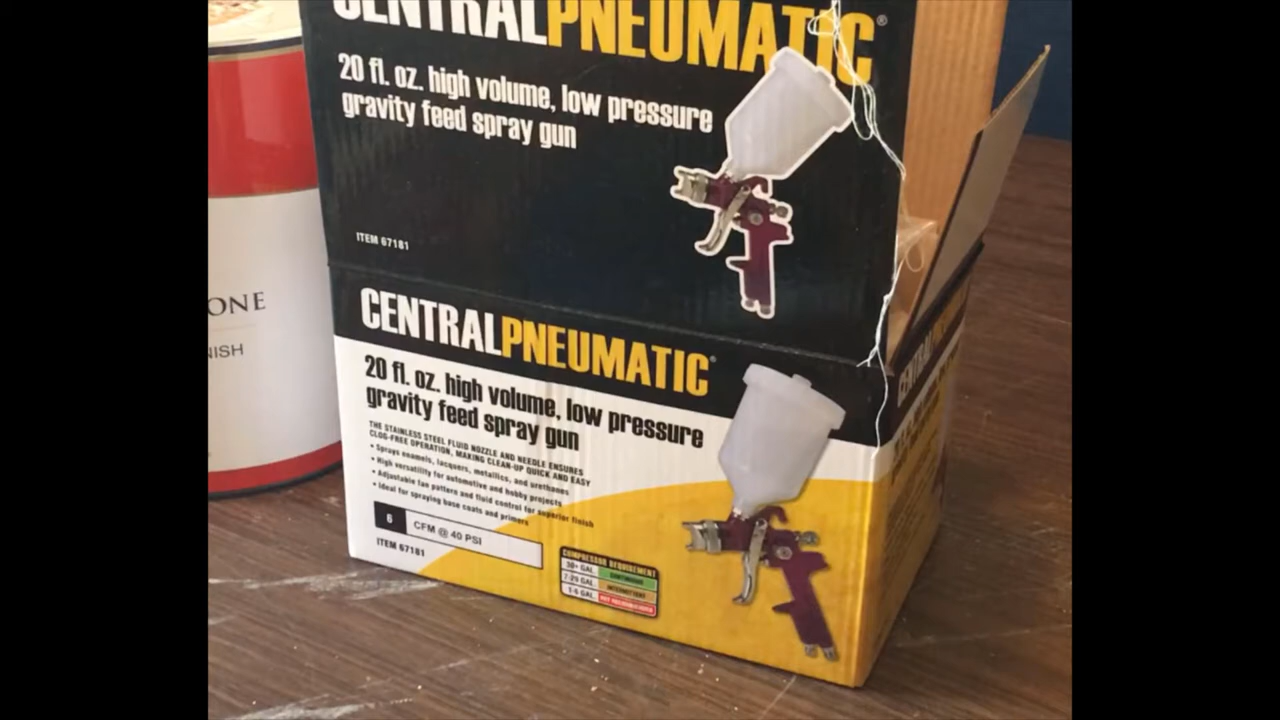 CENTRALPNEUMATIC®
20 fl. oz. high volume, low pressure
gravity feed spray gun
ITEM 67181
ONE
NISH
CENTRALPNEUMATIC®
20 fl. oz. high volume, low pressure
gravity feed spray gun
THE STAINLESS STEEL FLUID NOZZLE AND NEEDLE ENSURES
CLOG-FREE OPERATION, MAKING CLEAN-UP QUICK AND EASY
• Sprays enamels, lacquers, metallics, and urethanes
• High versatility for automotive and hobby projects
• Adjustable fan pattern and fluid control for superior finish
• Ideal for spraying base coats and primers
6 CFM @ 40 PSI
ITEM 67181
COMPRESSOR REQUIREMENT
30+ GAL CONTINUOUS
7-29 GAL INTERMITTENT
1-6 GAL NOT RECOMMENDED
CENTRAL